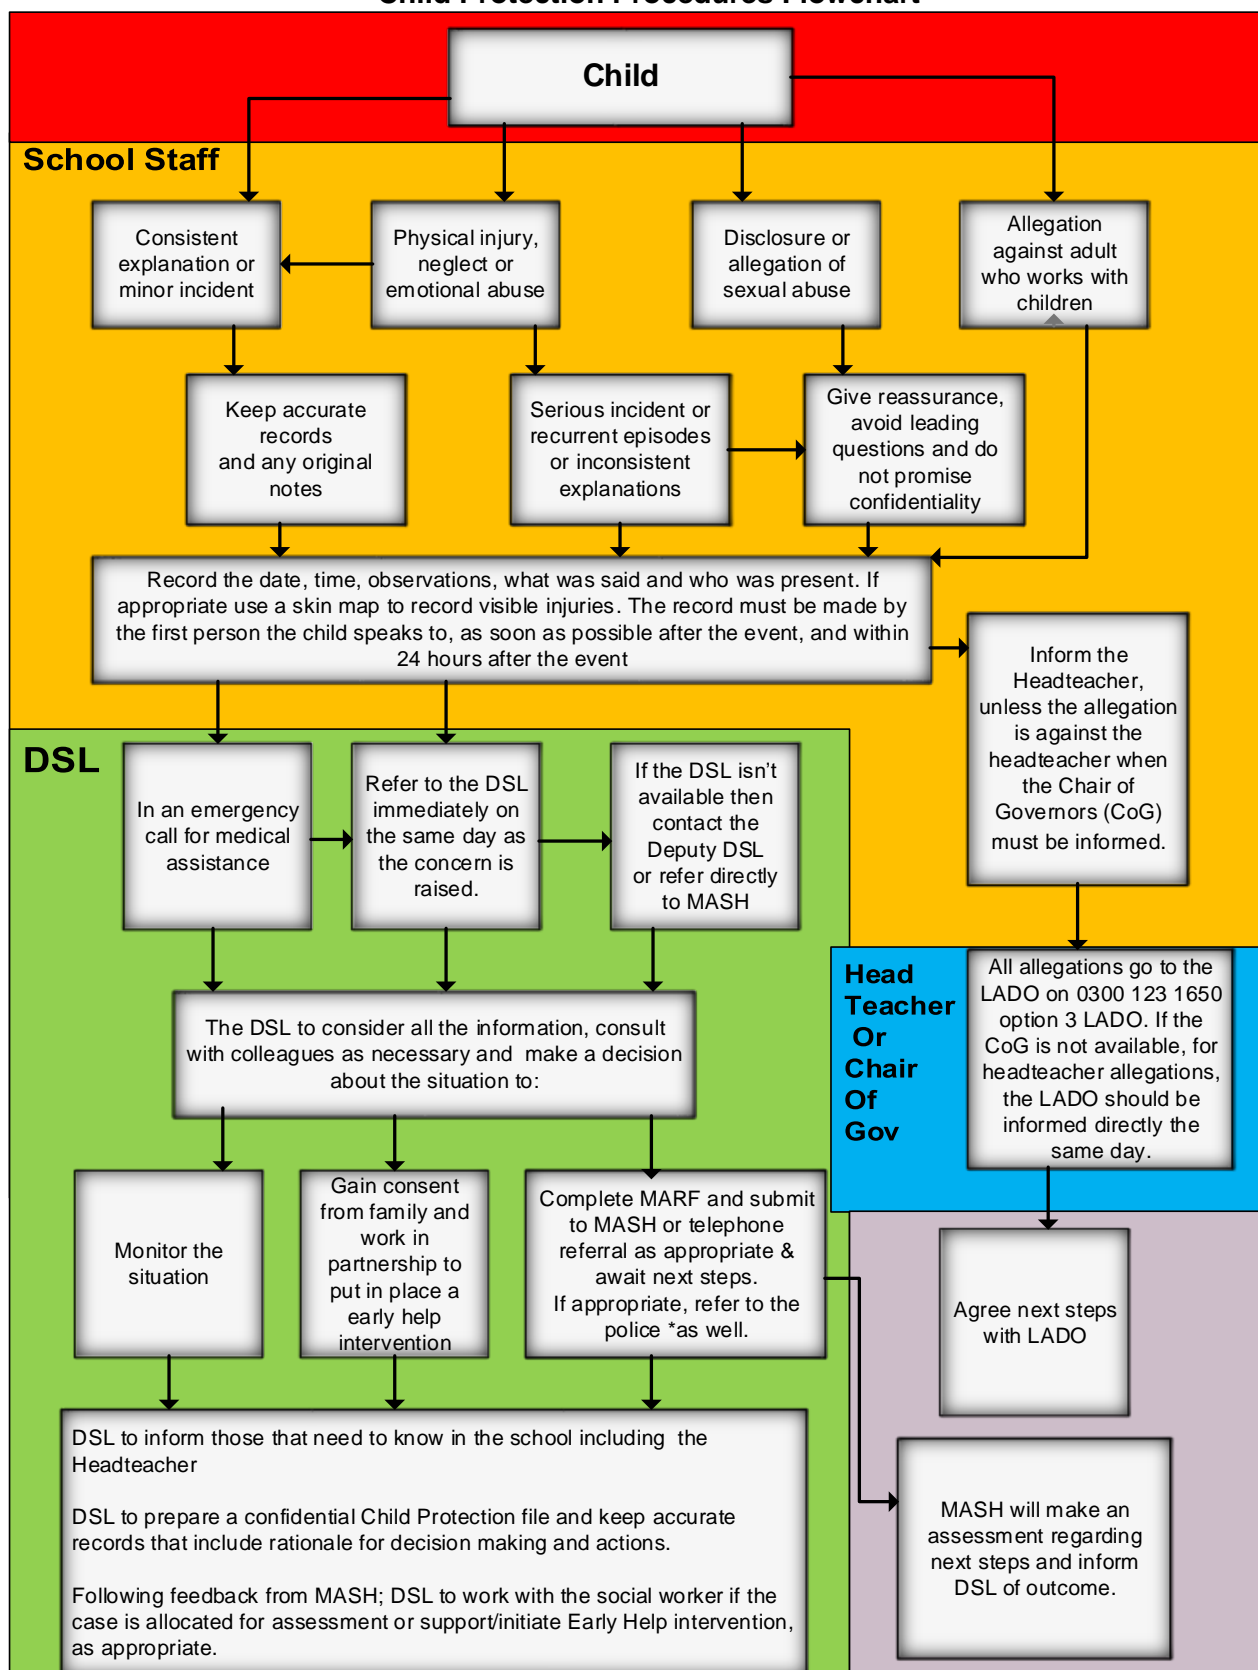 Child Protection Procedures Flowchart
Child
School Staff
Consistent
explanation or
minor incident
Physical injury,
neglect or
emotional abuse
Disclosure or
allegation of
sexual abuse
Allegation
against adult
who works with
children
Keep accurate
records
and any original
notes
Serious incident or
recurrent episodes
or inconsistent
explanations
Give reassurance,
avoid leading
questions and do
not promise
confidentiality
Record the date, time, observations, what was said and who was present. If
appropriate use a skin map to record visible injuries. The record must be made by
the first person the child speaks to, as soon as possible after the event, and within
24 hours after the event
Inform the
Headteacher,
unless the allegation
is against the
headteacher when
the Chair of
Governors (CoG)
must be informed.
DSL
In an emergency
call for medical
assistance
Refer to the DSL
immediately on
the same day as
the concern is
raised.
If the DSL isn't
available then
contact the
Deputy DSL
or refer directly
to MASH
Head
Teacher
Or
Chair
Of
Gov
All allegations go to the
LADO on 0300 123 1650
option 3 LADO. If the
CoG is not available, for
headteacher allegations,
the LADO should be
informed directly the
same day.
The DSL to consider all the information, consult
with colleagues as necessary and make a decision
about the situation to:
Monitor the
situation
Gain consent
from family and
work in
partnership to
put in place a
early help
intervention
Complete MARF and submit
to MASH or telephone
referral as appropriate &
await next steps.
If appropriate, refer to the
police *as well.
Agree next steps
with LADO
DSL to inform those that need to know in the school including the
Headteacher
DSL to prepare a confidential Child Protection file and keep accurate
records that include rationale for decision making and actions.
Following feedback from MASH; DSL to work with the social worker if the
case is allocated for assessment or support/initiate Early Help intervention,
as appropriate.
MASH will make an
assessment regarding
next steps and inform
DSL of outcome.